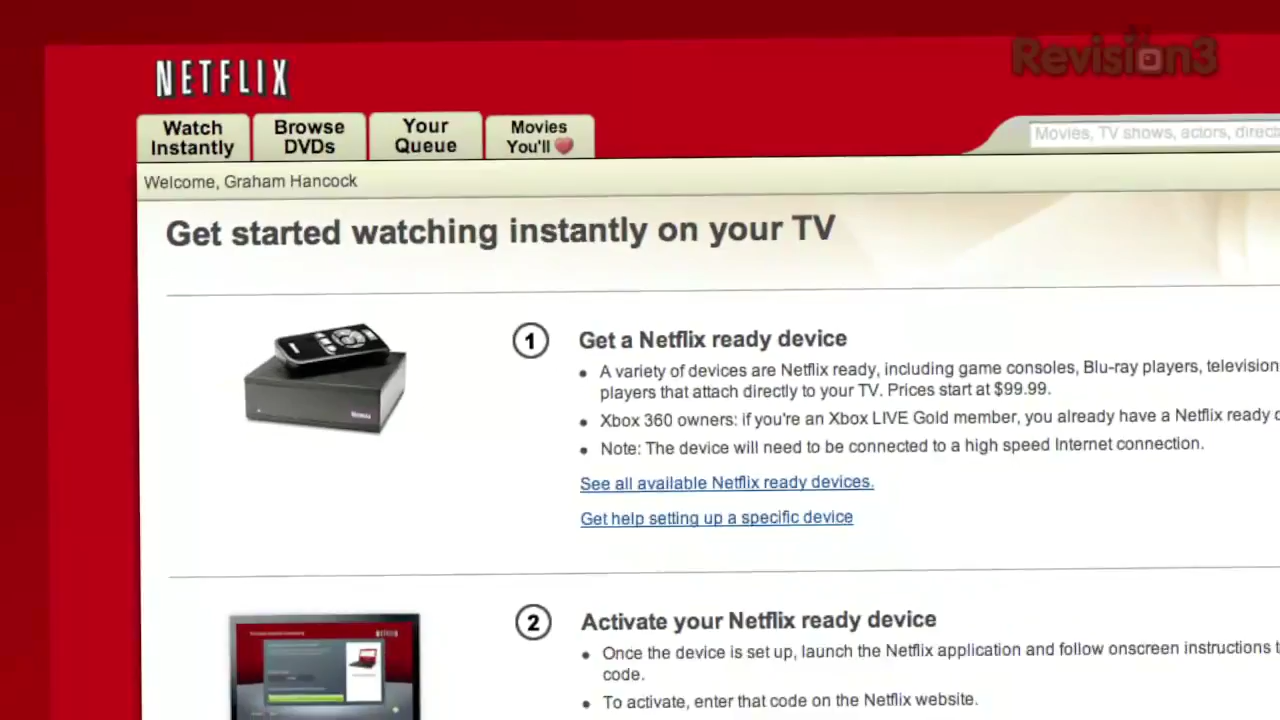 Revision3
NETFLIX
Watch Instantly
Browse DVDs
Your Queue
Movies You'll
Movies, TV shows, actors, direct
Welcome, Graham Hancock
Get started watching instantly on your TV
1
Get a Netflix ready device
• A variety of devices are Netflix ready, including game consoles, Blu-ray players, television
players that attach directly to your TV. Prices start at $99.99.
• Xbox 360 owners: if you're an Xbox LIVE Gold member, you already have a Netflix ready
• Note: The device will need to be connected to a high speed Internet connection.
See all available Netflix ready devices.
Get help setting up a specific device
2
Activate your Netflix ready device
• Once the device is set up, launch the Netflix application and follow onscreen instructions
code.
• To activate, enter that code on the Netflix website.